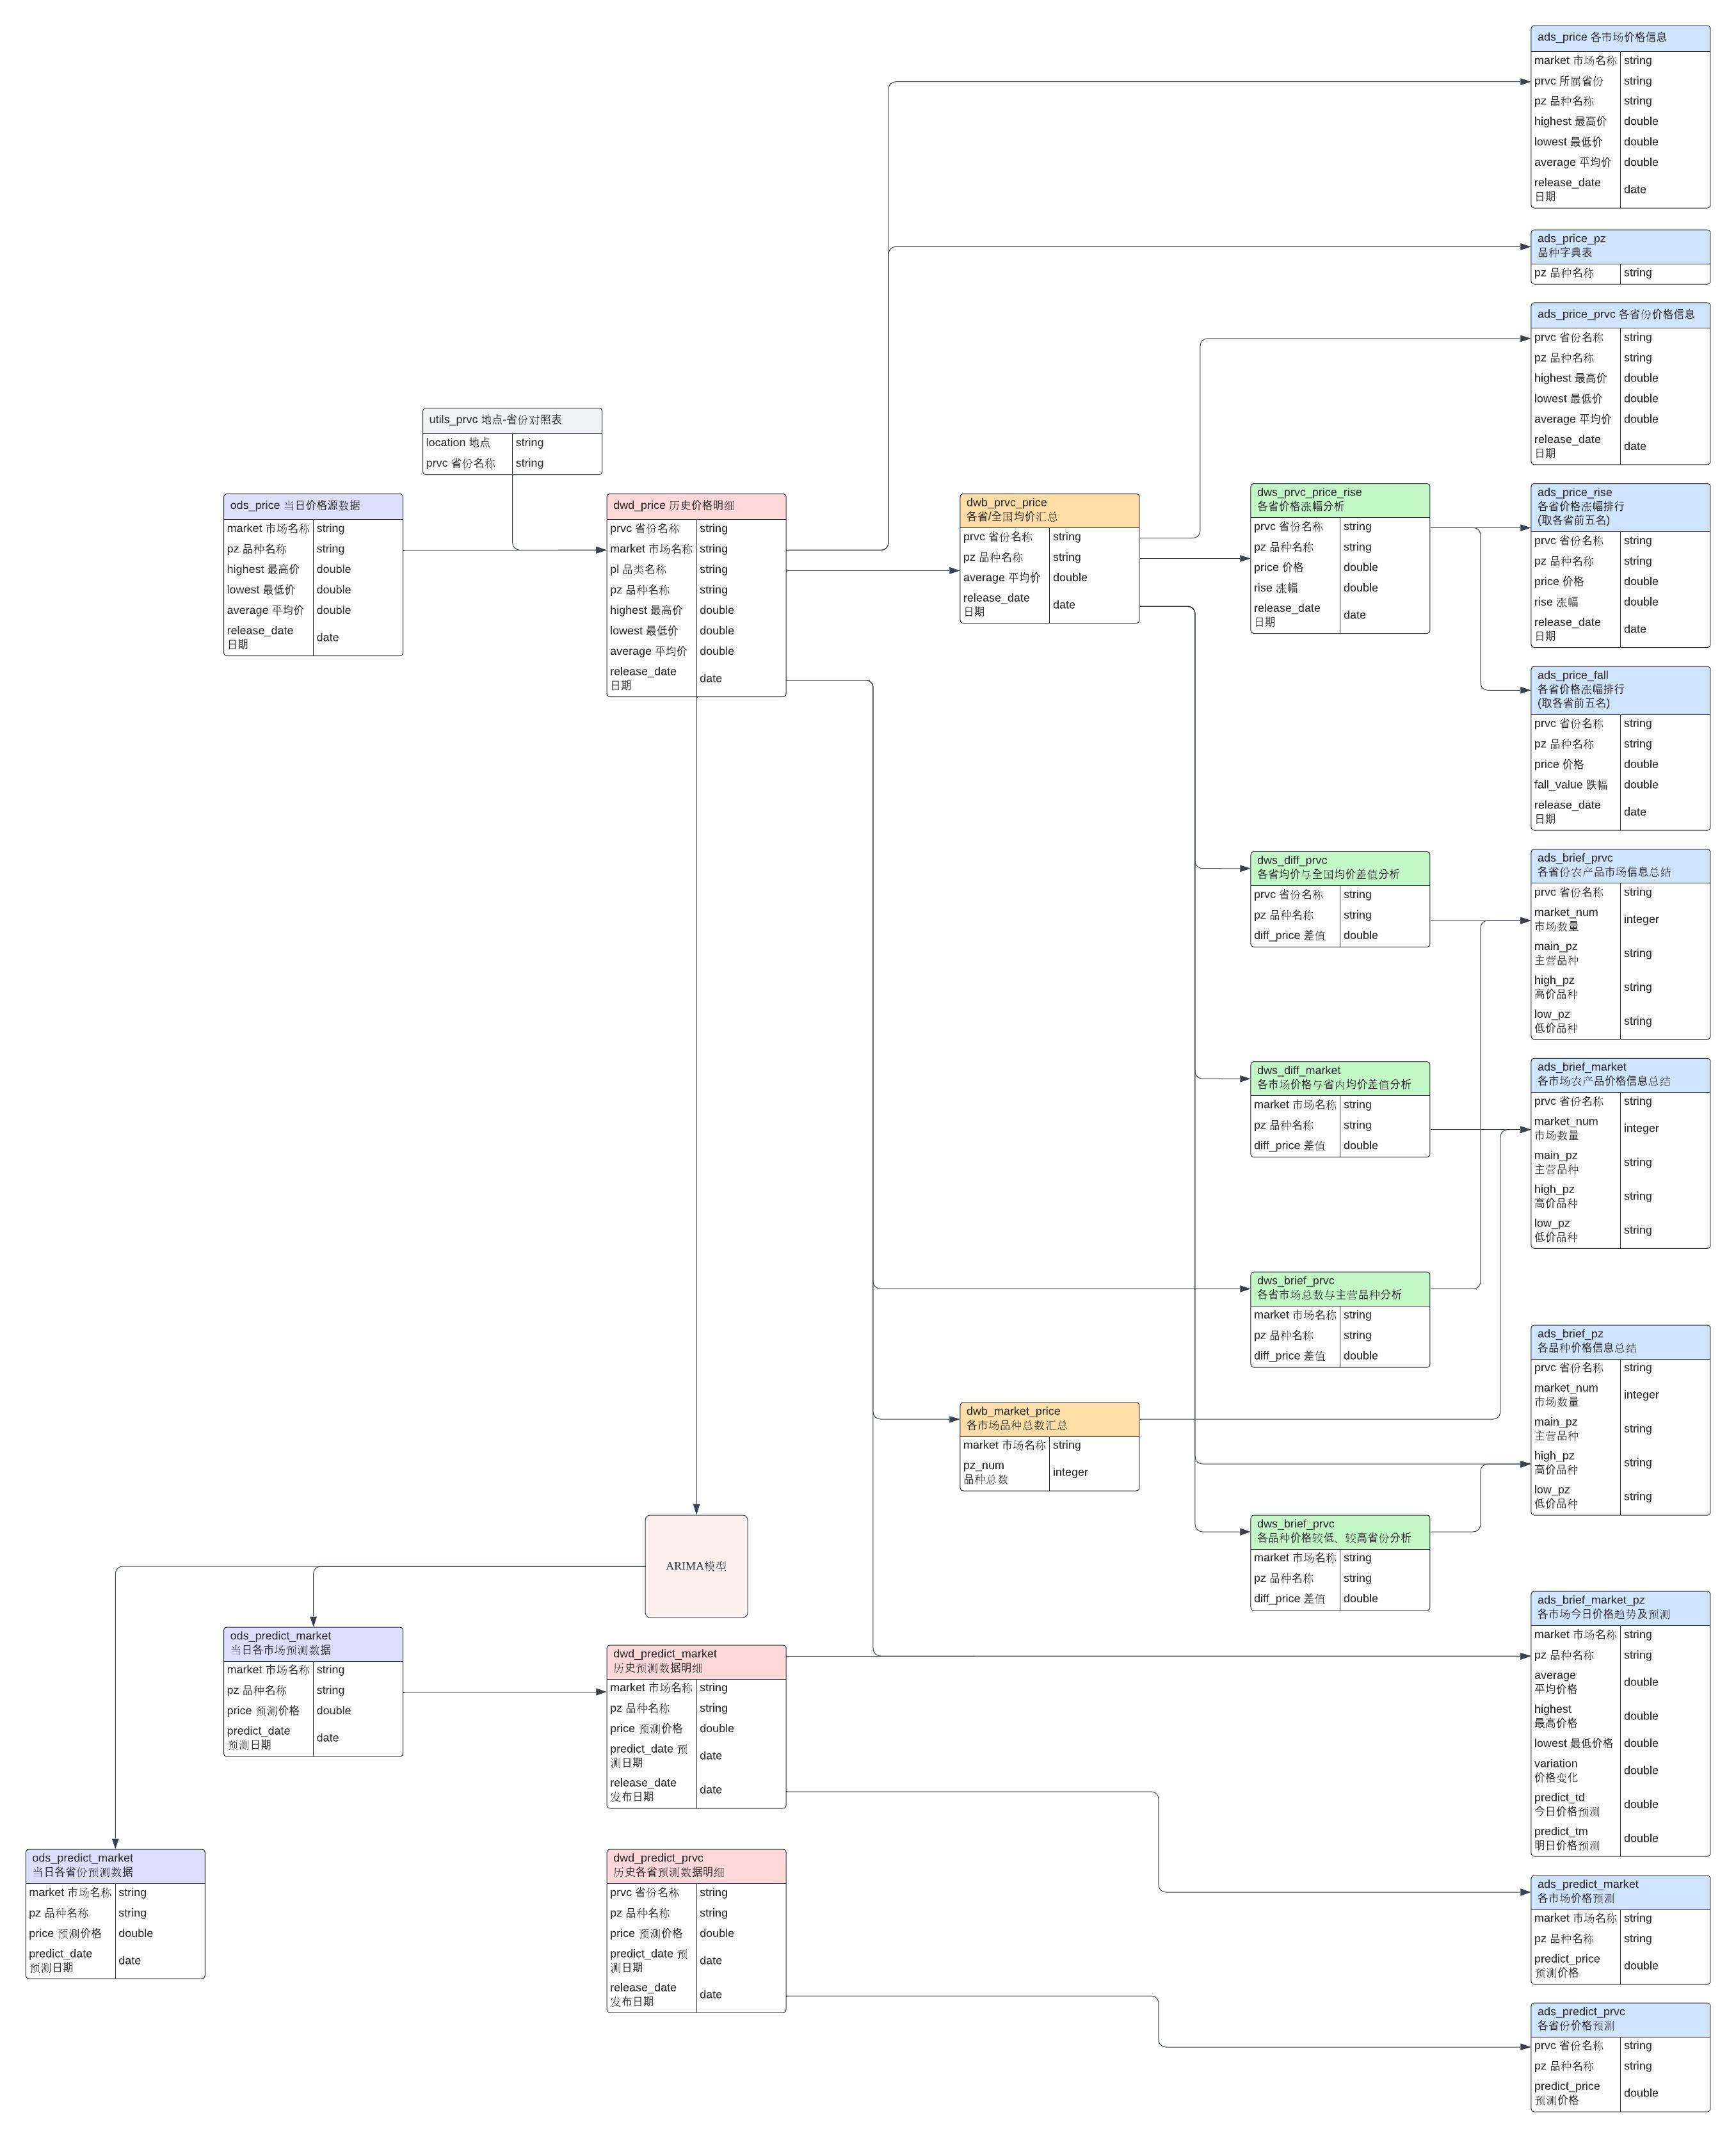 ads_price 各市场价格信息
market 市场名称 string
prvc 所属省份 string
pz 品种名称 string
highest 最高价 double
lowest 最低价 double
average 平均价 double
release_date
日期
date
ads_price_pz
品种字典表
pz 品种名称 string
ads_price_prvc 各省份价格信息
prvc 省份名称 string
pz 品种名称 string
highest 最高价 double
lowest 最低价 double
average 平均价 double
release_date
日期
date
utils_prvc 地点-省份对照表
location 地点 string
prvc 省份名称 string
ods_price 当日价格源数据
market 市场名称 string
pz 品种名称 string
highest 最高价 double
lowest 最低价 double
average 平均价 double
release_date
日期
date
dwd_price 历史价格明细
prvc 省份名称 string
market 市场名称 string
pl 品类名称 string
pz 品种名称 string
highest 最高价 double
lowest 最低价 double
average 平均价 double
release_date
日期
date
dwb_prvc_price
各省/全国均价汇总
prvc 省份名称 string
pz 品种名称 string
average 平均价 double
release_date
日期
date
dws_prvc_price_rise
各省价格涨幅分析
prvc 省份名称 string
pz 品种名称 string
price 价格 double
rise 涨幅 double
release_date
日期
date
ads_price_rise
各省价格涨幅排行
(取各省前五名)
prvc 省份名称 string
pz 品种名称 string
price 价格 double
rise 涨幅 double
release_date
日期
date
ads_price_fall
各省价格涨幅排行
(取各省前五名)
prvc 省份名称 string
pz 品种名称 string
price 价格 double
fall_value 跌幅 double
release_date
日期
date
dws_diff_prvc
各省均价与全国均价差值分析
prvc 省份名称 string
pz 品种名称 string
diff_price 差值 double
ads_brief_prvc
各省份农产品市场信息总结
prvc 省份名称 string
market_num
市场数量
integer
main_pz
主营品种
string
high_pz
高价品种
string
low_pz
低价品种
string
dws_diff_market
各市场价格与省内均价差值分析
market 市场名称 string
pz 品种名称 string
diff_price 差值 double
ads_brief_market
各市场农产品价格信息总结
prvc 省份名称 string
market_num
市场数量
integer
main_pz
主营品种
string
high_pz
高价品种
string
low_pz
低价品种
string
dws_brief_prvc
各省市场总数与主营品种分析
market 市场名称 string
pz 品种名称 string
diff_price 差值 double
ads_brief_pz
各品种价格信息总结
prvc 省份名称 string
market_num
市场数量
integer
main_pz
主营品种
string
high_pz
高价品种
string
low_pz
低价品种
string
dwb_market_price
各市场品种总数汇总
market 市场名称 string
pz_num
品种总数
integer
dws_brief_prvc
各品种价格较低、较高省份分析
market 市场名称 string
pz 品种名称 string
diff_price 差值 double
ARIMA模型
ods_predict_market
当日各市场预测数据
market 市场名称 string
pz 品种名称 string
price 预测价格 double
predict_date
预测日期
date
dwd_predict_market
历史预测数据明细
market 市场名称 string
pz 品种名称 string
price 预测价格 double
predict_date 预
测日期
date
release_date
发布日期
date
ads_brief_market_pz
各市场今日价格趋势及预测
market 市场名称 string
pz 品种名称 string
average
平均价格
double
highest
最高价格
double
lowest 最低价格 double
variation
价格变化
double
predict_td
今日价格预测
double
predict_tm
明日价格预测
double
ods_predict_market
当日各省份预测数据
market 市场名称 string
pz 品种名称 string
price 预测价格 double
predict_date
预测日期
date
dwd_predict_prvc
历史各省预测数据明细
prvc 省份名称 string
pz 品种名称 string
price 预测价格 double
predict_date 预
测日期
date
release_date
发布日期
date
ads_predict_market
各市场价格预测
market 市场名称 string
pz 品种名称 string
predict_price
预测价格
double
ads_predict_prvc
各省份价格预测
prvc 省份名称 string
pz 品种名称 string
predict_price
预测价格
double